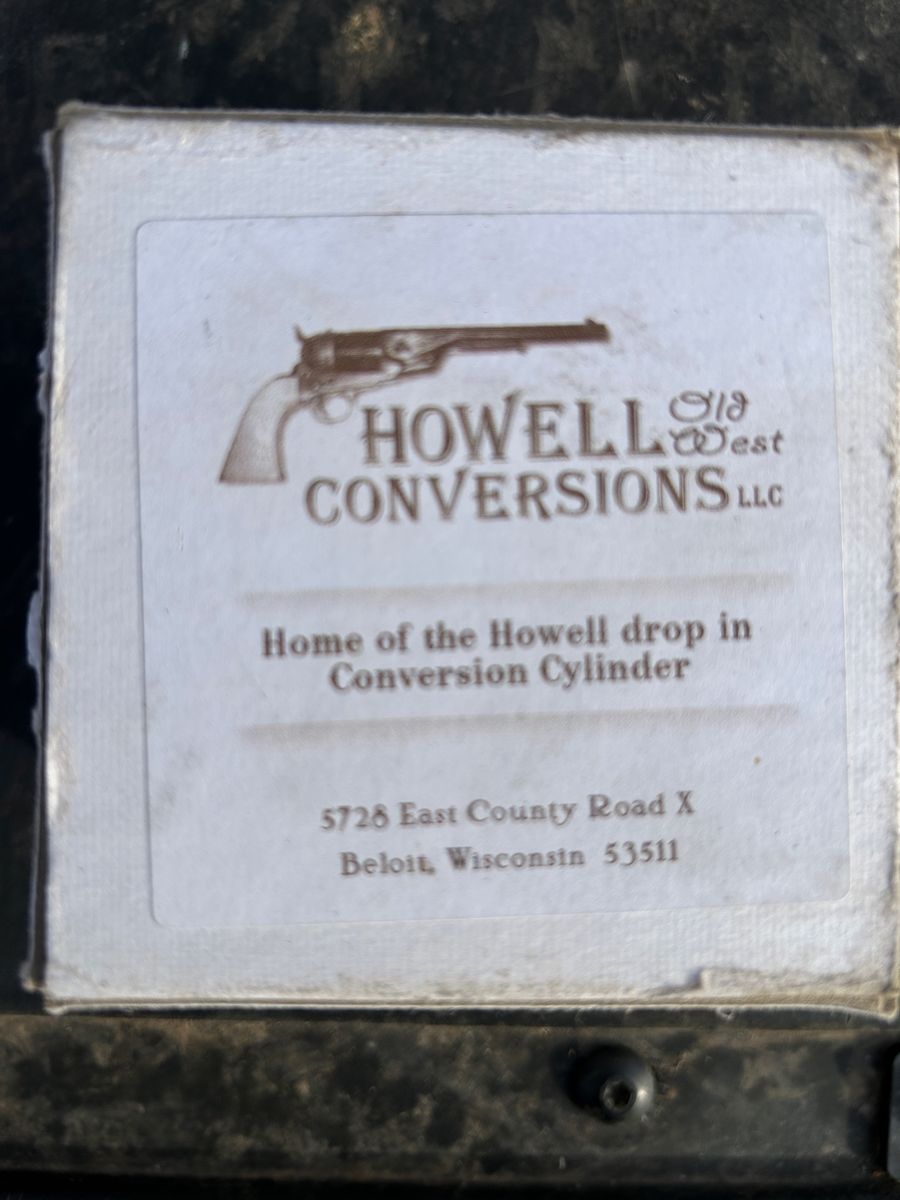 HOWELL Old West
CONVERSIONS LLC
Home of the Howell drop in
Conversion Cylinder
5728 East County Road X
Beloit, Wisconsin 53511